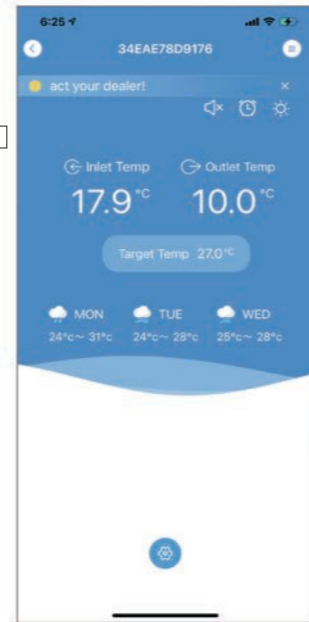 6:25
34EAE78D9176
act your dealer!
Inlet Temp Outlet Temp
17.9°C 10.0°C
Target Temp 27.0°C
MON TUE WED
24°c~ 31°c 24°c~ 28°c 25°c~ 28°c